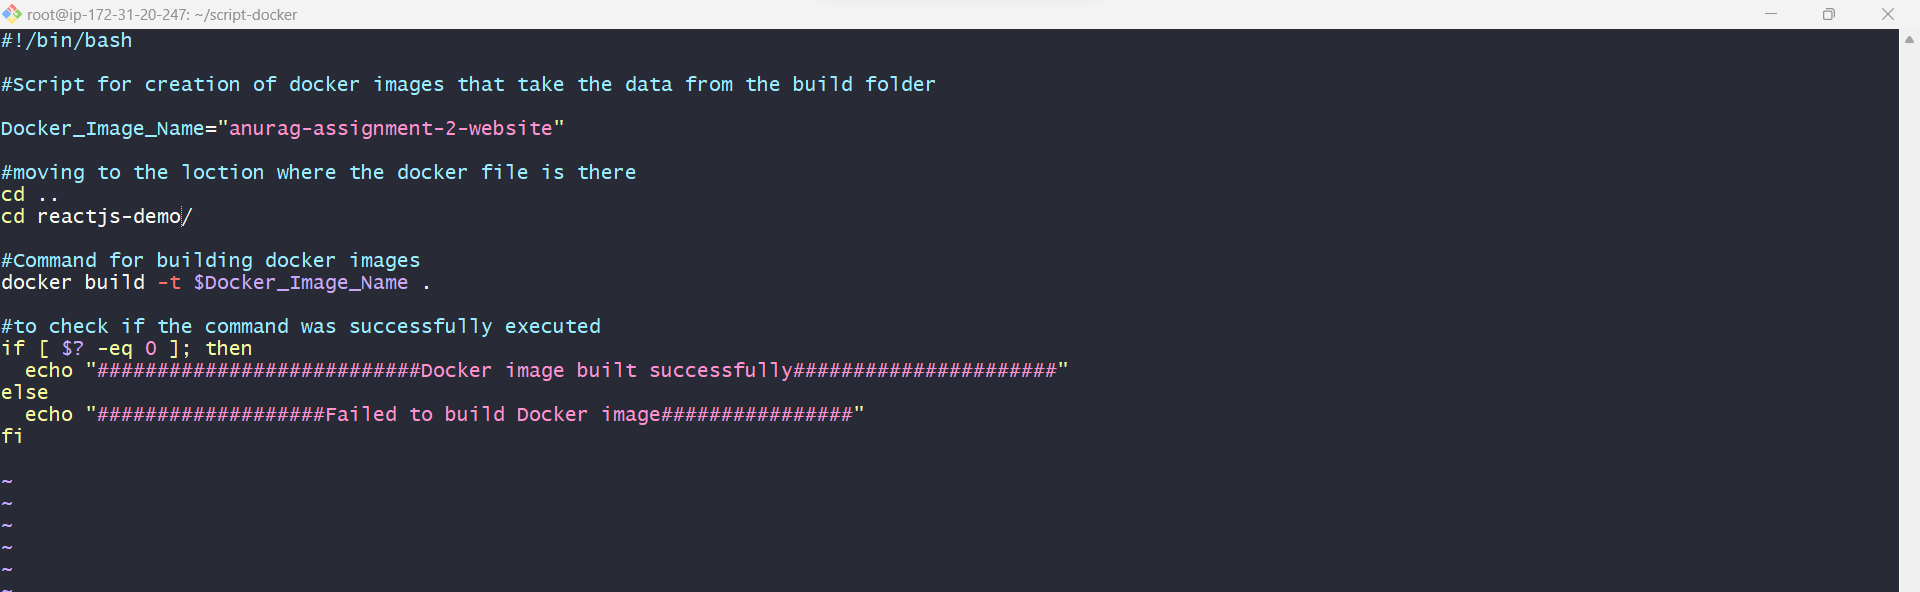 root@ip-172-31-20-247: ~/script-docker
#!/bin/bash
#Script for creation of docker images that take the data from the build folder
Docker_Image_Name="anurag-assignment-2-website"
#moving to the loction where the docker file is there
cd ..
cd reactjs-demo/
#Command for building docker images
docker build -t $Docker_Image_Name .
#to check if the command was successfully executed
if [ $? -eq 0 ]; then
  echo "###########################Docker image built successfully######################"
else
  echo "###################Failed to build Docker image################"
fi
~
~
~
~
~
~